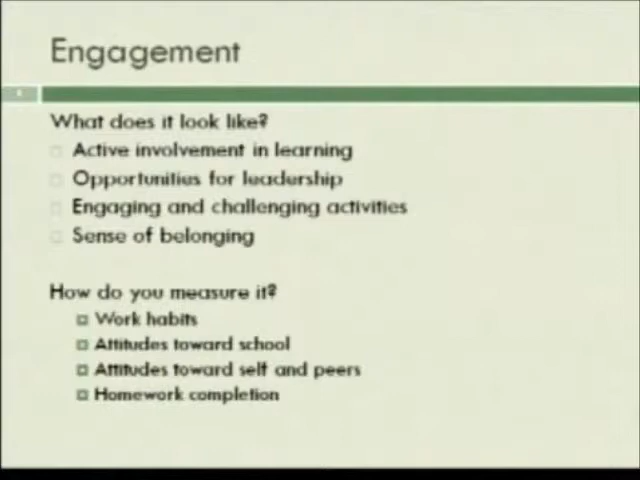 Engagement
What does it look like?
Active involvement in learning
Opportunities for leadership
Engaging and challenging activities
Sense of belonging
How do you measure it?
Work habits
Attitudes toward school
Attitudes toward self and peers
Homework completion